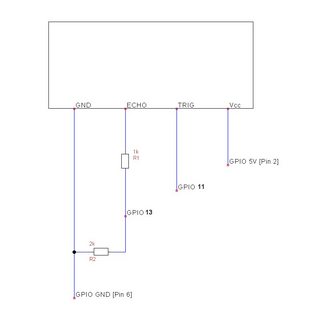 GND
ECHO
TRIG
Vcc
1k
R1
GPIO 5V [Pin 2]
GPIO 11
GPIO 13
2k
R2
GPIO GND [Pin 6]